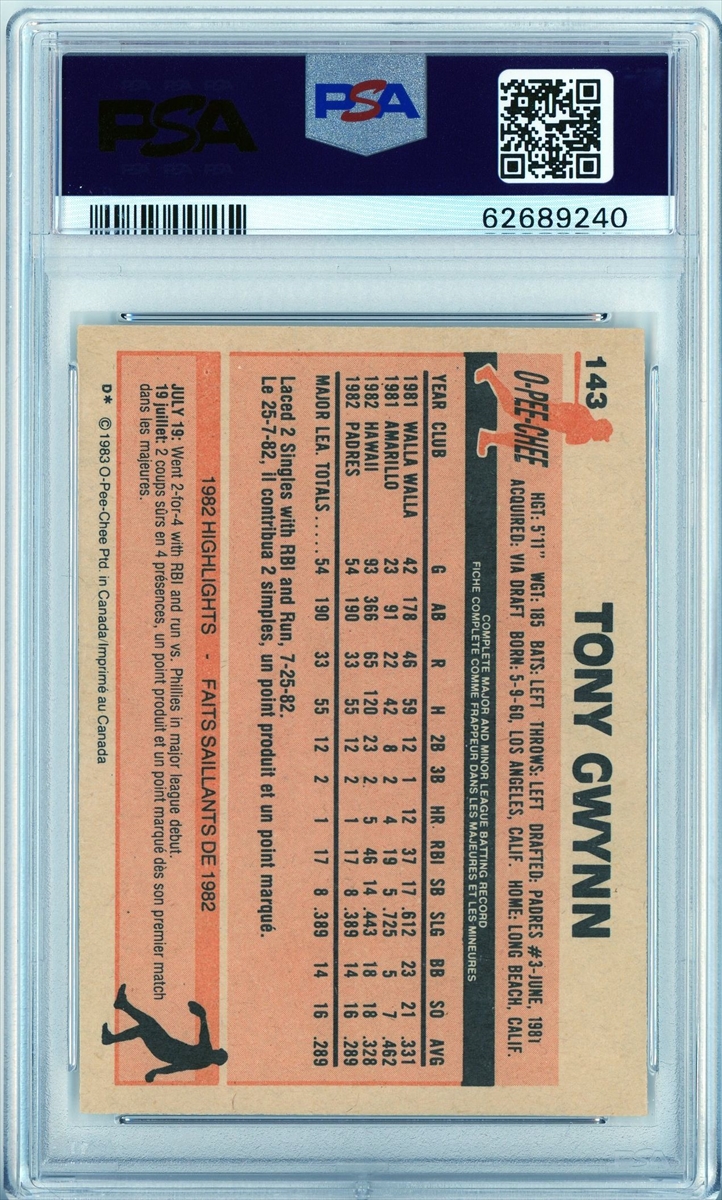 PSA
PSA
PSA PSA PSA
62689240
143
TONY GWYNN
O-PEE-CHEE
HGT: 5'11" WGT: 185 BATS: LEFT THROWS: LEFT DRAFTED: PADRES #3-JUNE, 1981
ACQUIRED: VIA DRAFT BORN: 5-9-60, LOS ANGELES, CALIF. HOME: LONG BEACH, CALIF.
COMPLETE MAJOR AND MINOR LEAGUE BATTING RECORD
FICHE COMPLÈTE COMME FRAPPEUR DANS LES MAJEURES ET LES MINEURES
YEAR CLUB G AB R H 2B 3B HR RBI SB SLG BB SO AVG
1981 WALLA WALLA 42 178 46 59 12 1 12 37 17 .612 23 21 .331
1981 AMARILLO 23 91 22 42 8 2 4 19 5 .725 5 7 .462
1982 HAWAII 93 366 65 120 23 2 5 46 14 .443 18 18 .328
1982 PADRES 54 190 33 55 12 2 1 17 8 .389 14 16 .289
MAJOR LEA. TOTALS ..... 54 190 33 55 12 2 1 17 8 .389 14 16 .289
Laced 2 Singles with RBI and Run, 7-25-82.
Le 25-7-82, il contribua 2 simples, un point produit et un point marqué.
1982 HIGHLIGHTS - FAITS SAILLANTS DE 1982
JULY 19: Went 2-for-4 with RBI and run vs. Phillies in major league debut.
19 juillet: 2 coups sûrs en 4 présences, un point produit et un point marqué dès son premier match
dans les majeures.
D* © 1983 O-Pee-Chee Ptd. in Canada/Imprimé au Canada